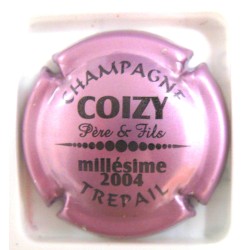 CHAMPAGNE
COIZY
Père & Fils
millésime
2004
TREPAIL